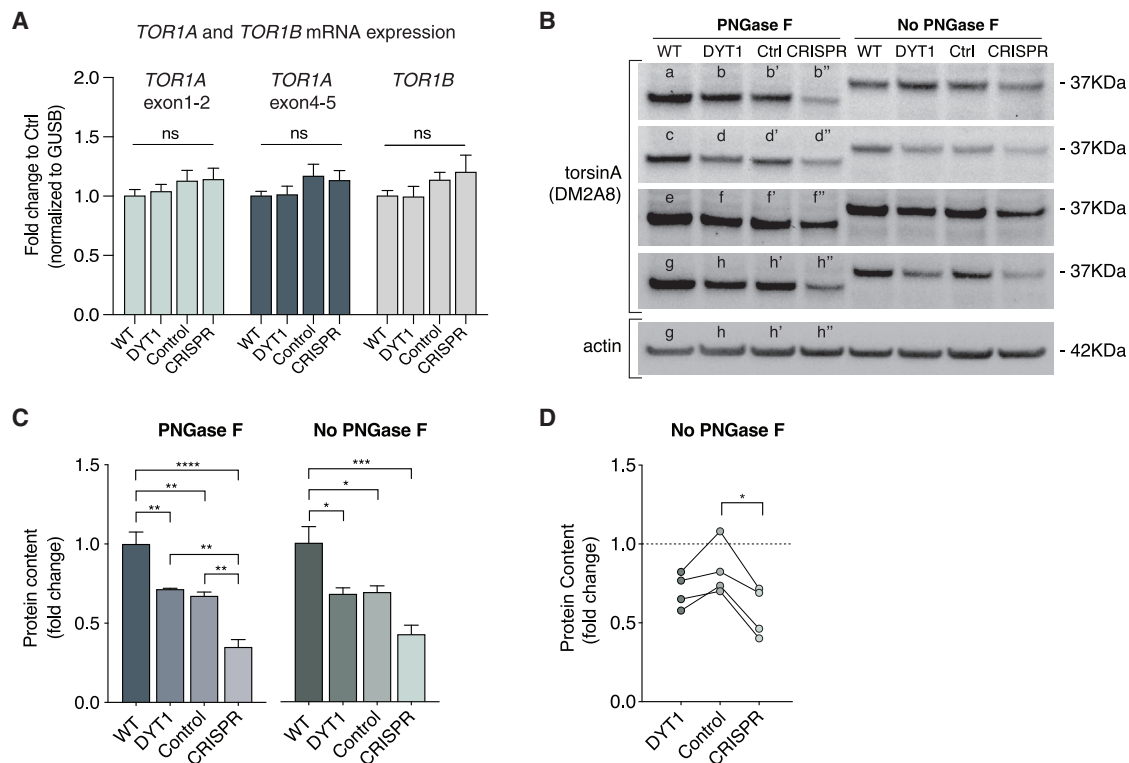 A
TOR1A and TOR1B mRNA expression
Fold change to Ctrl
(normalized to GUSB)
2.0
1.5
1.0
0.5
0.0
TOR1A
exon1-2
TOR1A
exon4-5
TOR1B
ns
ns
ns
WT
DYT1
Control
CRISPR
WT
DYT1
Control
CRISPR
WT
DYT1
Control
CRISPR
B
PNGase F
No PNGase F
WT DYT1 Ctrl CRISPR WT DYT1 Ctrl CRISPR
a b b' b" - 37KDa
c d d' d" - 37KDa
torsinA
(DM2A8)
e f f' f" - 37KDa
g h h' h" - 37KDa
actin
g h h' h" - 42KDa
C
PNGase F
No PNGase F
Protein content
(fold change)
1.5
1.0
0.5
0.0
****
**
**
**
**
***
*
*
WT
DYT1
Control
CRISPR
WT
DYT1
Control
CRISPR
D
No PNGase F
Protein Content
(fold change)
1.5
1.0
0.5
0.0
*
DYT1
Control
CRISPR